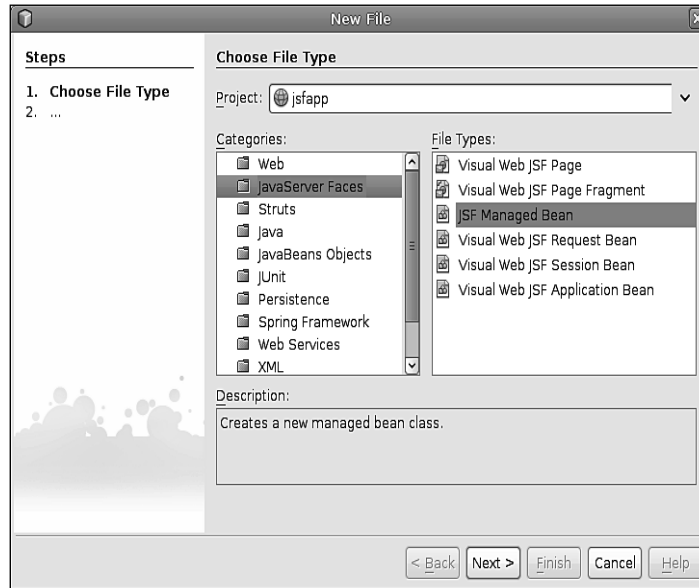 New File
Steps
1. Choose File Type
2. ...
Choose File Type
Project: jsfapp
Categories:
Web
JavaServer Faces
Struts
Java
JavaBeans Objects
JUnit
Persistence
Spring Framework
Web Services
XML
File Types:
Visual Web JSF Page
Visual Web JSF Page Fragment
JSF Managed Bean
Visual Web JSF Request Bean
Visual Web JSF Session Bean
Visual Web JSF Application Bean
Description:
Creates a new managed bean class.
< Back Next > Finish Cancel Help